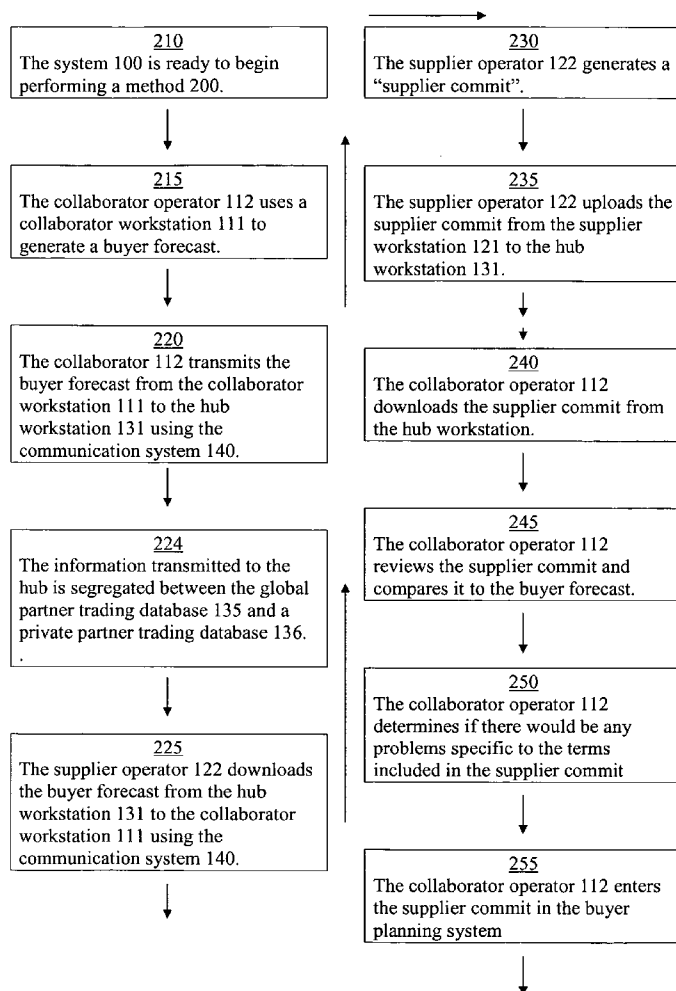 210
The system 100 is ready to begin
performing a method 200.
215
The collaborator operator 112 uses a
collaborator workstation 111 to
generate a buyer forecast.
220
The collaborator 112 transmits the
buyer forecast from the collaborator
workstation 111 to the hub
workstation 131 using the
communication system 140.
224
The information transmitted to the
hub is segregated between the global
partner trading database 135 and a
private partner trading database 136.
.
225
The supplier operator 122 downloads
the buyer forecast from the hub
workstation 131 to the collaborator
workstation 111 using the
communication system 140.
230
The supplier operator 122 generates a
“supplier commit”.
235
The supplier operator 122 uploads the
supplier commit from the supplier
workstation 121 to the hub
workstation 131.
240
The collaborator operator 112
downloads the supplier commit from
the hub workstation.
245
The collaborator operator 112
reviews the supplier commit and
compares it to the buyer forecast.
250
The collaborator operator 112
determines if there would be any
problems specific to the terms
included in the supplier commit
255
The collaborator operator 112 enters
the supplier commit in the buyer
planning system